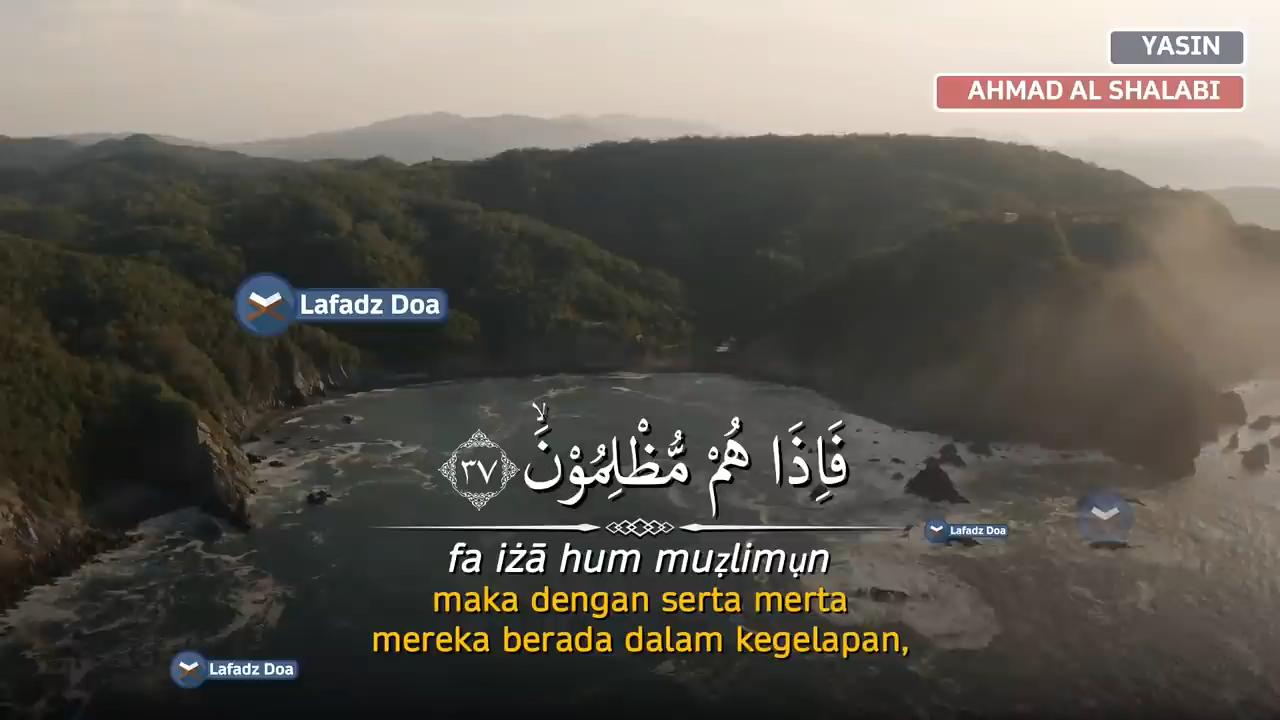 YASIN
AHMAD AL SHALABI
Lafadz Doa
فَاِذَا هُمْ مُّظْلِمُوْنَۙ ٣٧
Lafadz Doa
fa iżā hum muẓlimụn
maka dengan serta merta
mereka berada dalam kegelapan,
Lafadz Doa